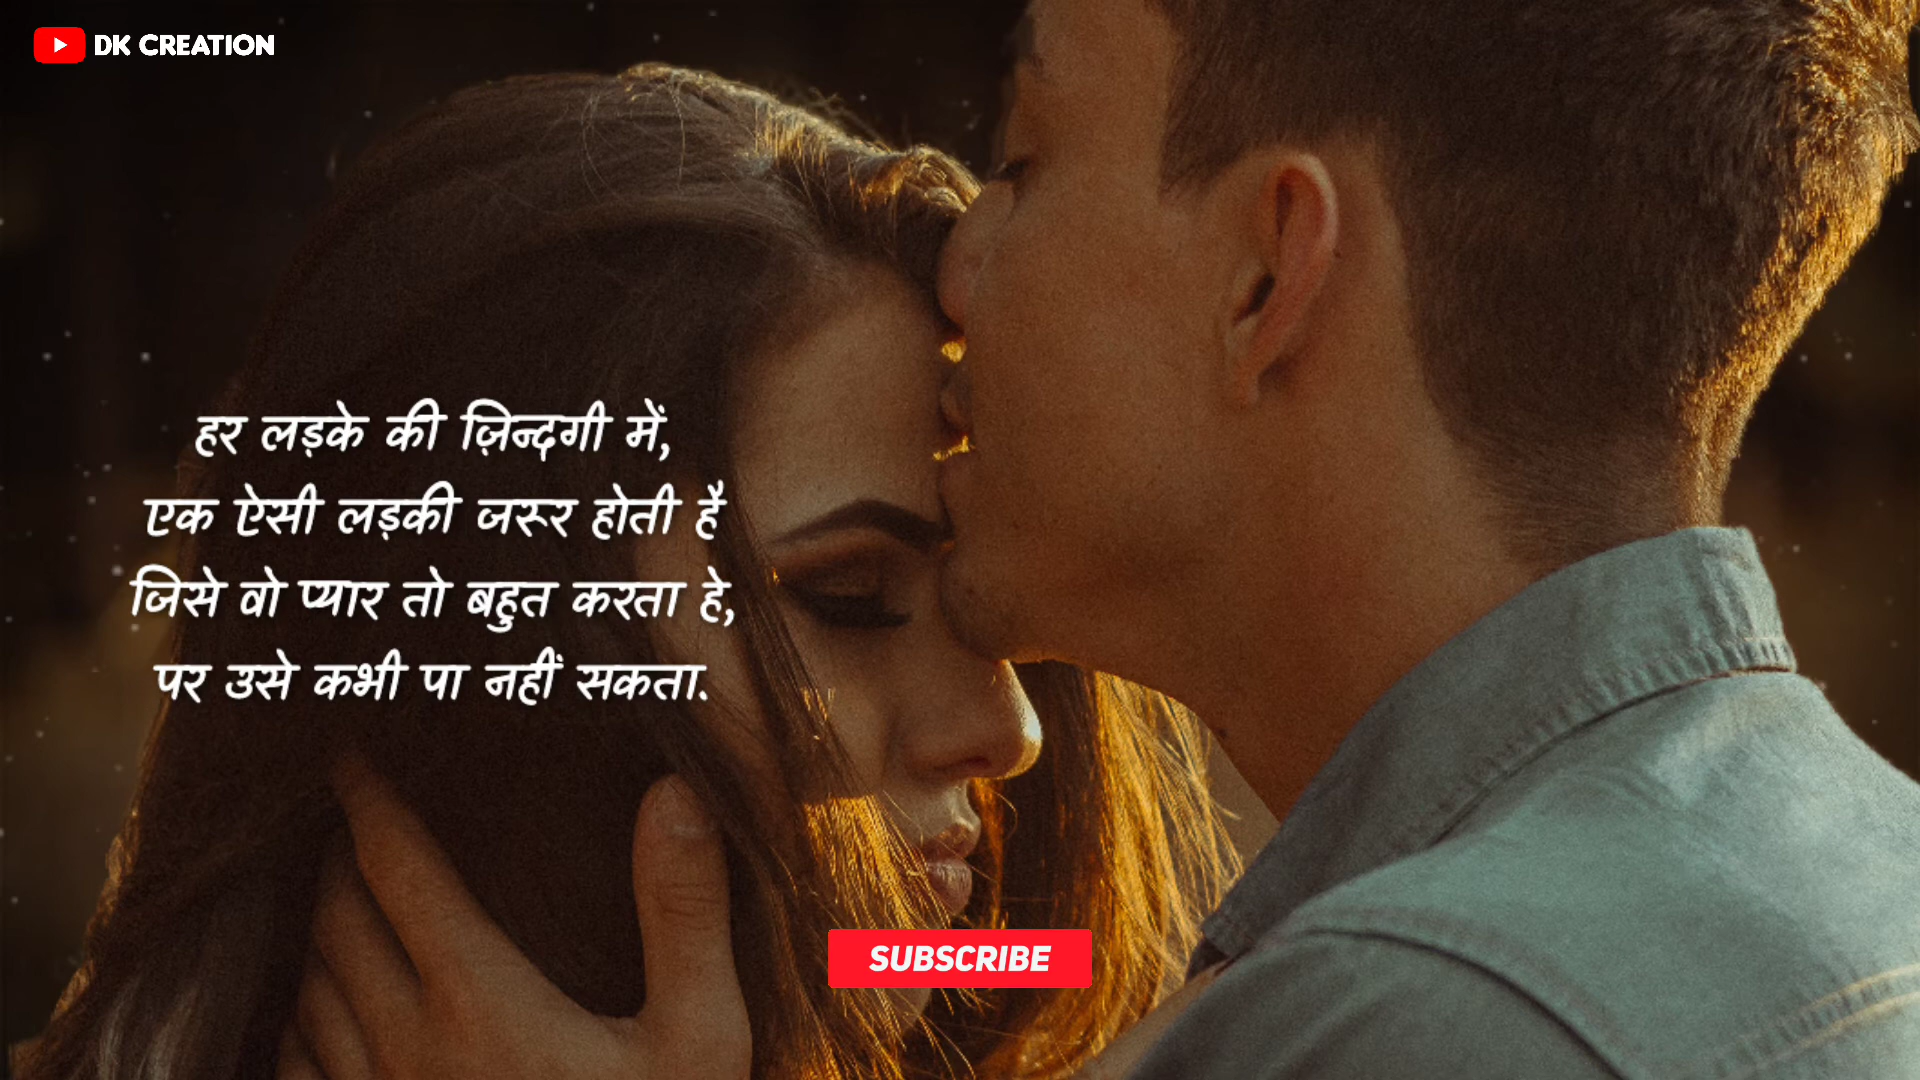 DK CREATION
हर लड़के की ज़िन्दगी में,
एक ऐसी लड़की जरूर होती है
जिसे वो प्यार तो बहुत करता हे,
पर उसे कभी पा नहीं सकता.
SUBSCRIBE